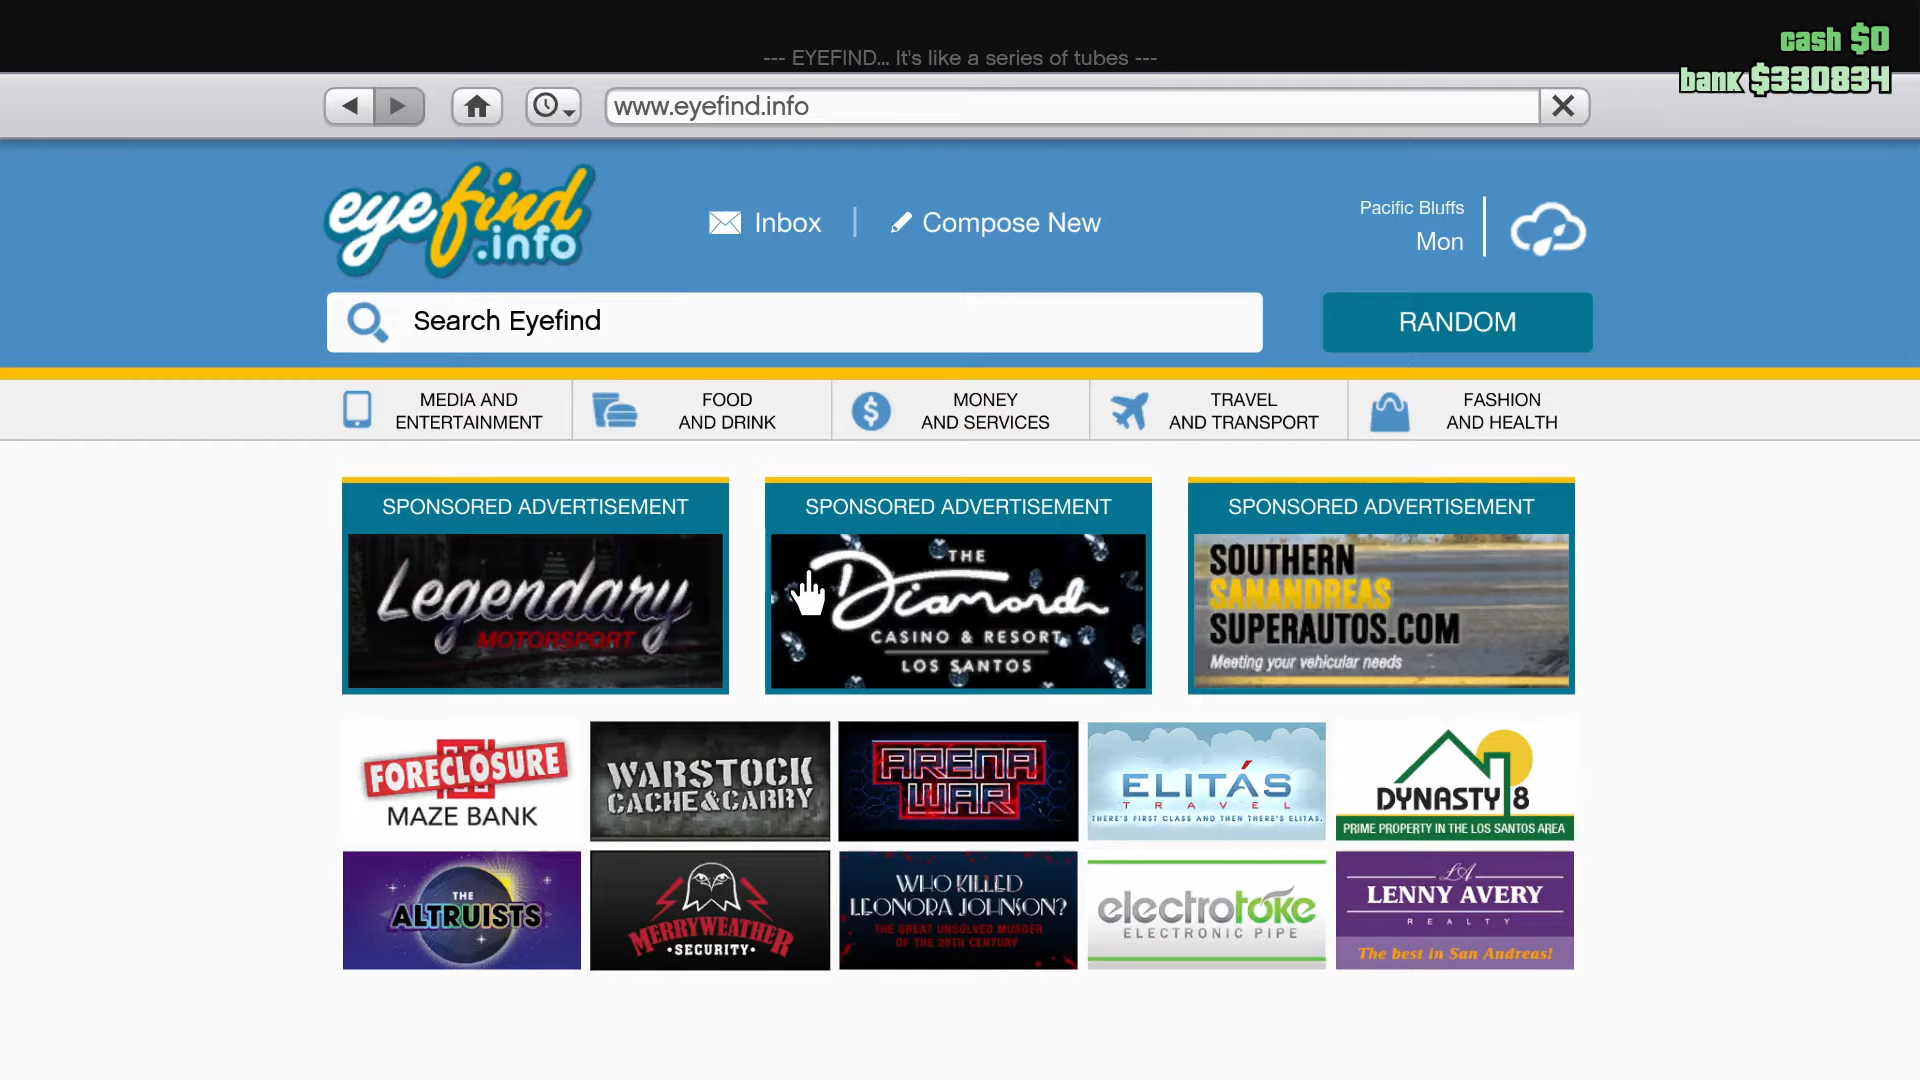 cash $0
--- EYEFIND... It's like a series of tubes ---
bank $330834
www.eyefind.info
eyefind
.info
Inbox
Compose New
Pacific Bluffs
Mon
Search Eyefind
RANDOM
MEDIA AND
ENTERTAINMENT
FOOD
AND DRINK
MONEY
AND SERVICES
TRAVEL
AND TRANSPORT
FASHION
AND HEALTH
SPONSORED ADVERTISEMENT
Legendary
MOTORSPORT
SPONSORED ADVERTISEMENT
THE
Diamond
CASINO & RESORT
LOS SANTOS
SPONSORED ADVERTISEMENT
SOUTHERN
SANANDREAS
SUPERAUTOS.COM
Meeting your vehicular needs
FORECLOSURE
MAZE BANK
WARSTOCK
CACHE&CARRY
ARENA
WAR
ELITÁS
TRAVEL
THERE'S FIRST CLASS AND THEN THERE'S ELITAS.
DYNASTY 8
PRIME PROPERTY IN THE LOS SANTOS AREA
THE
ALTRUISTS
MERRYWEATHER
·SECURITY·
WHO KILLED
LEONORA JOHNSON?
THE GREAT UNSOLVED MURDER
OF THE 20TH CENTURY
electrotoke
ELECTRONIC PIPE
LA
LENNY AVERY
REALTY
The best in San Andreas!